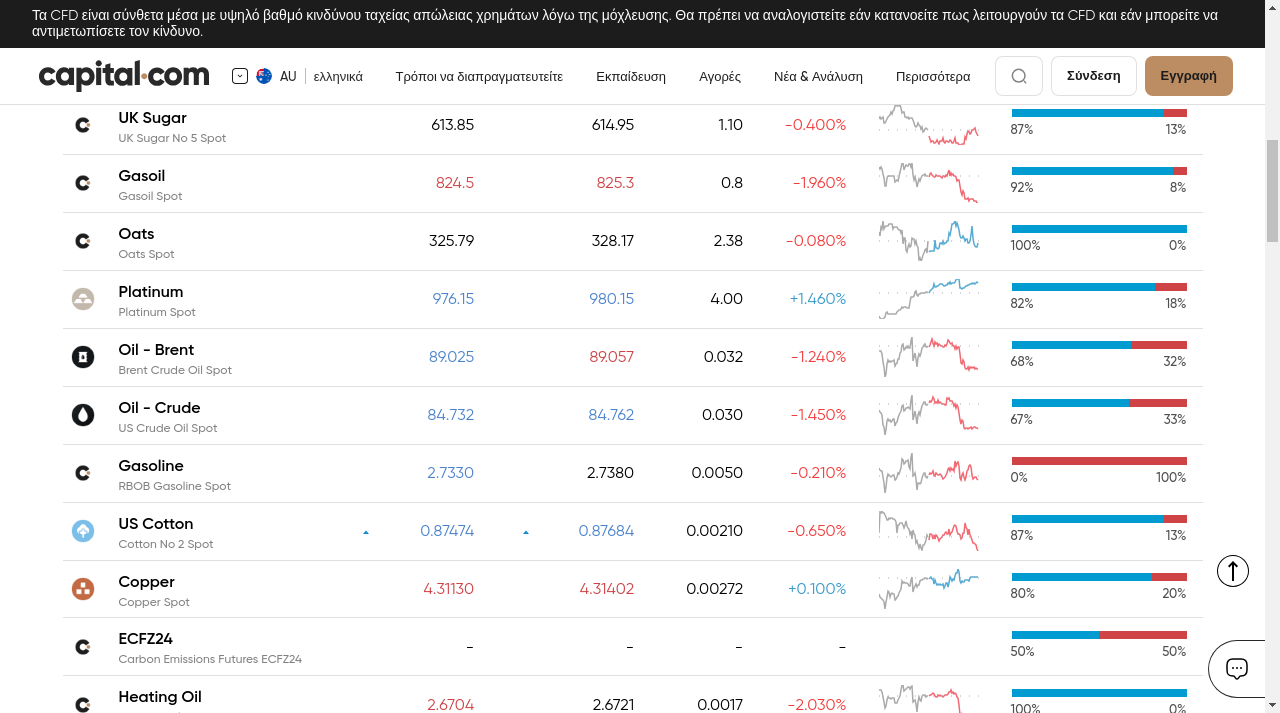 Τα CFD είναι σύνθετα μέσα με υψηλό βαθμό κινδύνου ταχείας απώλειας χρημάτων λόγω της μόχλευσης. Θα πρέπει να αναλογιστείτε εάν κατανοείτε πως λειτουργούν τα CFD και εάν μπορείτε να
αντιμετωπίσετε τον κίνδυνο.
capital.com AU ελληνικά Τρόποι να διαπραγματευτείτε Εκπαίδευση Αγορές Νέα & Ανάλυση Περισσότερα Σύνδεση Εγγραφή
UK Sugar 613.85 614.95 1.10 -0.400%
UK Sugar No 5 Spot 87% 13%
Gasoil 824.5 825.3 0.8 -1.960%
Gasoil Spot 92% 8%
Oats 325.79 328.17 2.38 -0.080%
Oats Spot 100% 0%
Platinum 976.15 980.15 4.00 +1.460%
Platinum Spot 82% 18%
Oil - Brent 89.025 89.057 0.032 -1.240%
Brent Crude Oil Spot 68% 32%
Oil - Crude 84.732 84.762 0.030 -1.450%
US Crude Oil Spot 67% 33%
Gasoline 2.7330 2.7380 0.0050 -0.210%
RBOB Gasoline Spot 0% 100%
US Cotton 0.87474 0.87684 0.00210 -0.650%
Cotton No 2 Spot 87% 13%
Copper 4.31130 4.31402 0.00272 +0.100%
Copper Spot 80% 20%
ECFZ24 - - - -
Carbon Emissions Futures ECFZ24 50% 50%
Heating Oil 2.6704 2.6721 0.0017 -2.030%
100% 0%